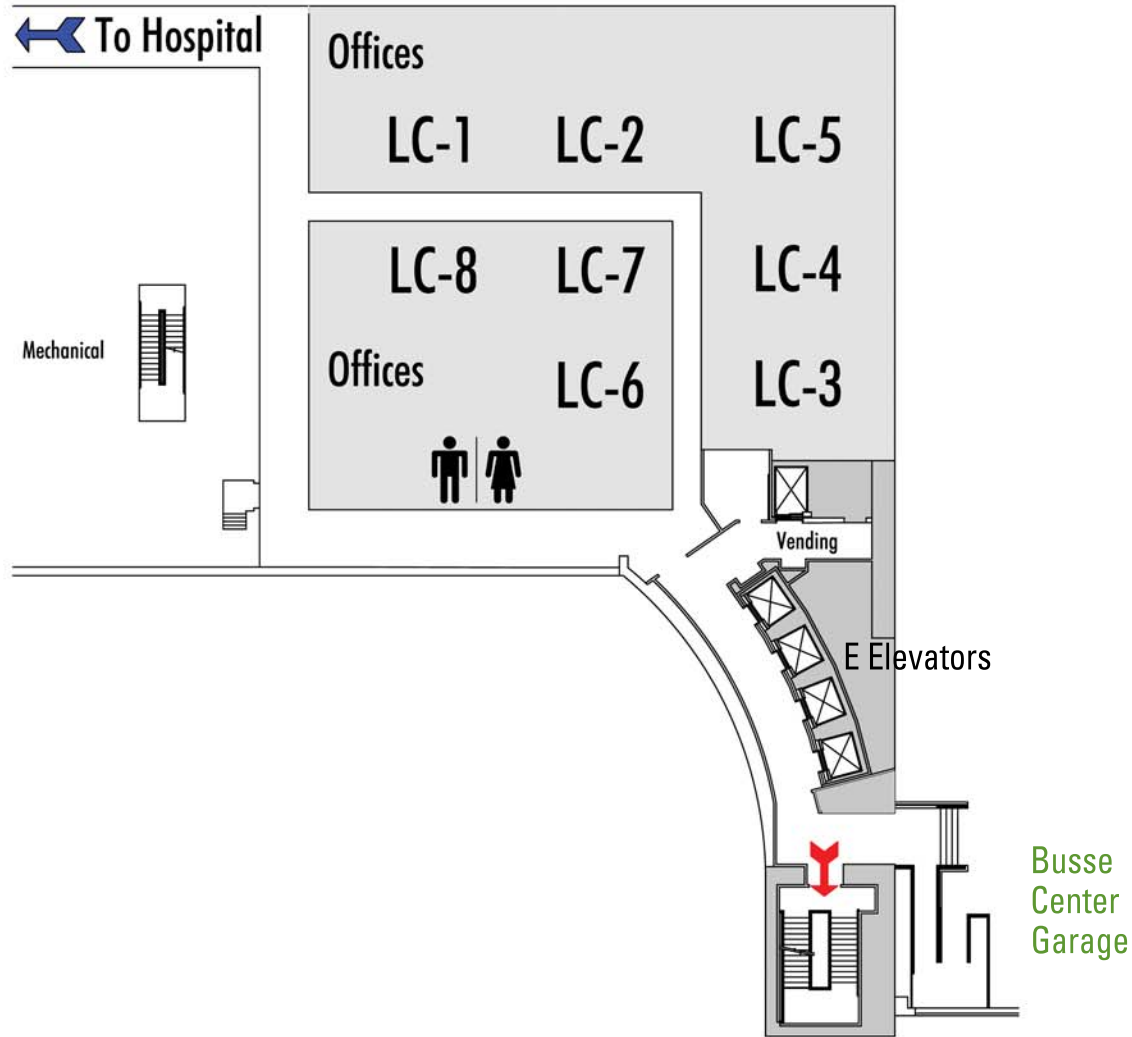 To Hospital
Offices
LC-1
LC-2
LC-5
LC-8
LC-7
LC-4
Mechanical
Offices
LC-6
LC-3
Vending
E Elevators
Busse
Center
Garage